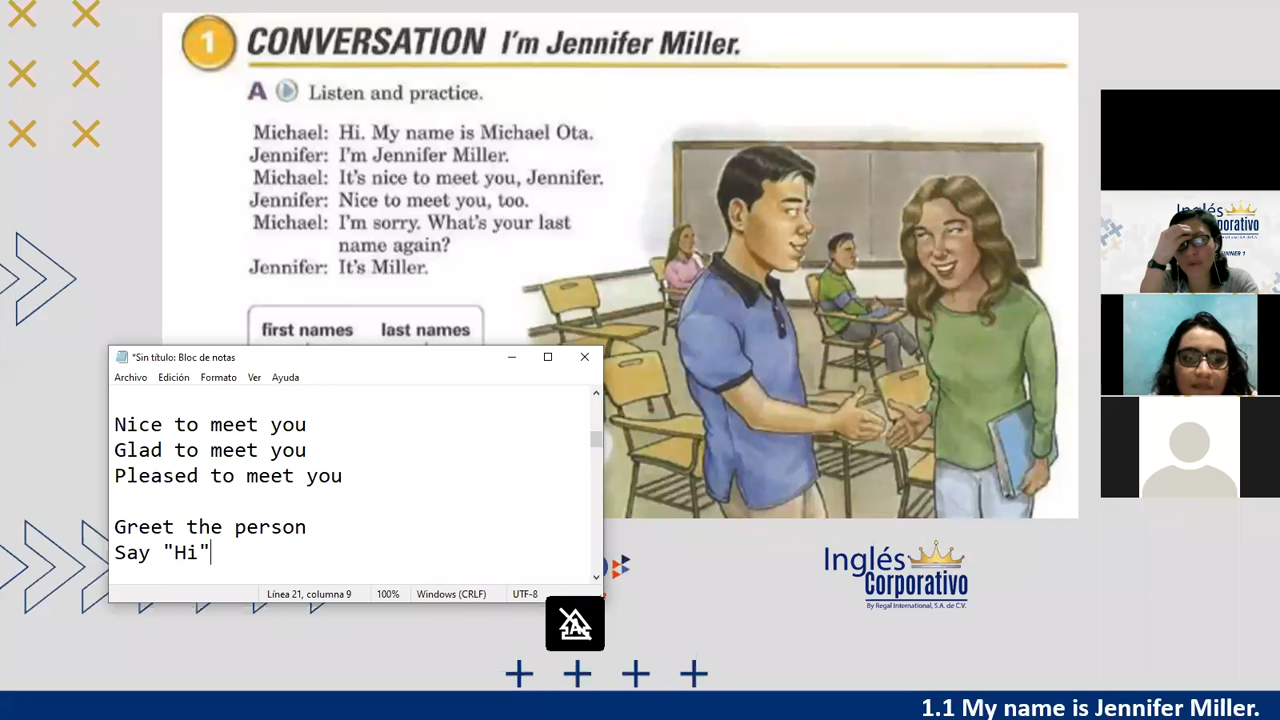 1 CONVERSATION I'm Jennifer Miller.
A Listen and practice.
Michael: Hi. My name is Michael Ota.
Jennifer: I'm Jennifer Miller.
Michael: It's nice to meet you, Jennifer.
Jennifer: Nice to meet you, too.
Michael: I'm sorry. What's your last
name again?
Jennifer: It's Miller.
first names last names
*Sin título: Bloc de notas
Archivo Edición Formato Ver Ayuda
Nice to meet you
Glad to meet you
Pleased to meet you
Greet the person
Say "Hi"
Línea 21, columna 9 100% Windows (CRLF) UTF-8
Inglés
Corporativo
By Regal International, S.A. de C.V.
Inglés
orporativo
1.1 My name is Jennifer Miller.